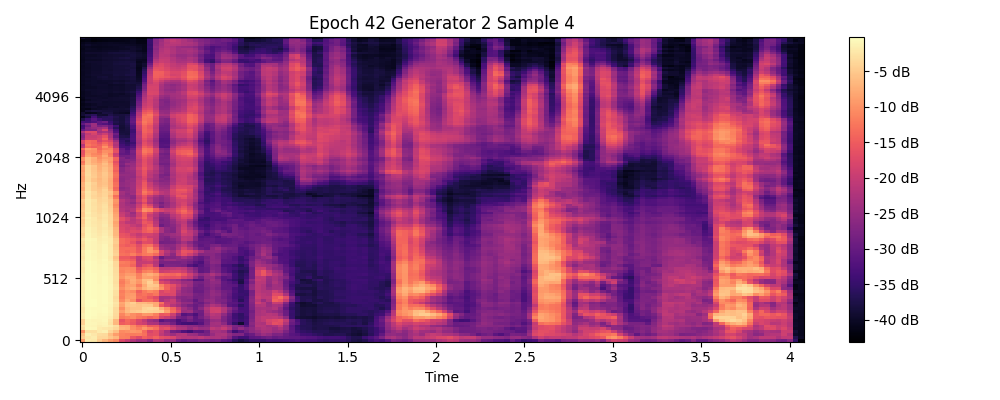 Epoch 42 Generator 2 Sample 4
Hz
4096
2048
1024
512
0
0 0.5 1 1.5 2 2.5 3 3.5 4
Time
-5 dB
-10 dB
-15 dB
-20 dB
-25 dB
-30 dB
-35 dB
-40 dB